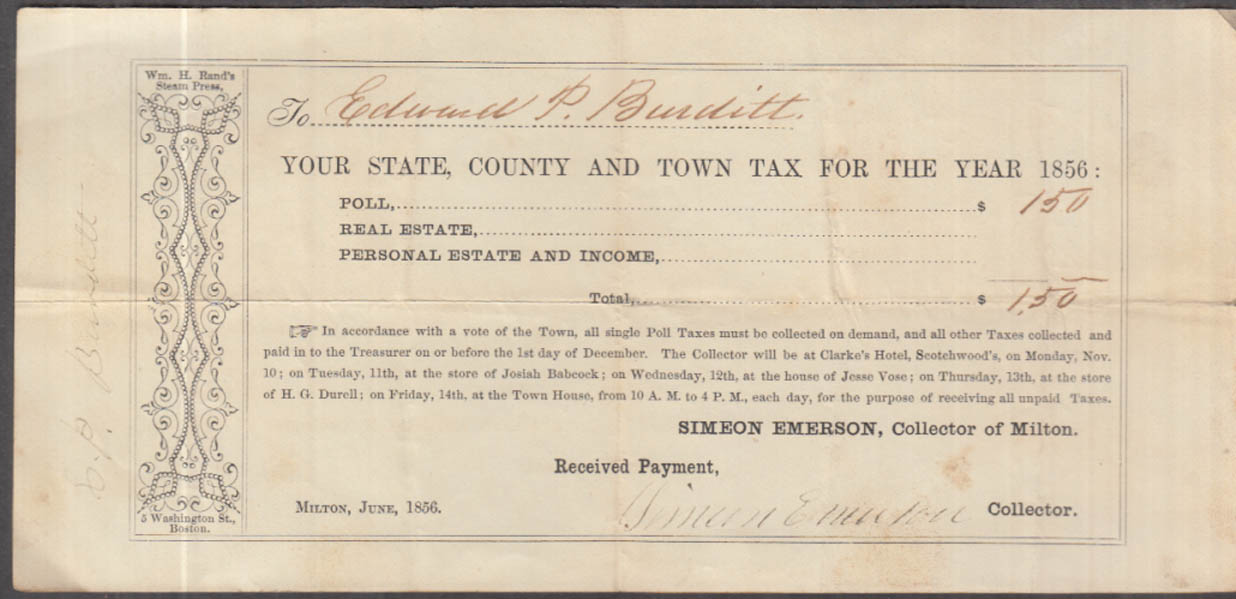 Wm. H. Rand's
Steam Press,
To Edward P. Burditt.
YOUR STATE, COUNTY AND TOWN TAX FOR THE YEAR 1856:
POLL, $ 150
REAL ESTATE,
PERSONAL ESTATE AND INCOME,
Total, $ 1,50
☞ In accordance with a vote of the Town, all single Poll Taxes must be collected on demand, and all other Taxes collected and
paid in to the Treasurer on or before the 1st day of December. The Collector will be at Clarke's Hotel, Scotchwood's, on Monday, Nov.
10; on Tuesday, 11th, at the store of Josiah Babcock; on Wednesday, 12th, at the house of Jesse Vose; on Thursday, 13th, at the store
of H. G. Durell; on Friday, 14th, at the Town House, from 10 A. M. to 4 P. M., each day, for the purpose of receiving all unpaid Taxes.
SIMEON EMERSON, Collector of Milton.
Received Payment,
MILTON, JUNE, 1856. Simeon Emerson Collector.
5 Washington St.,
Boston.
E. P. Burditt